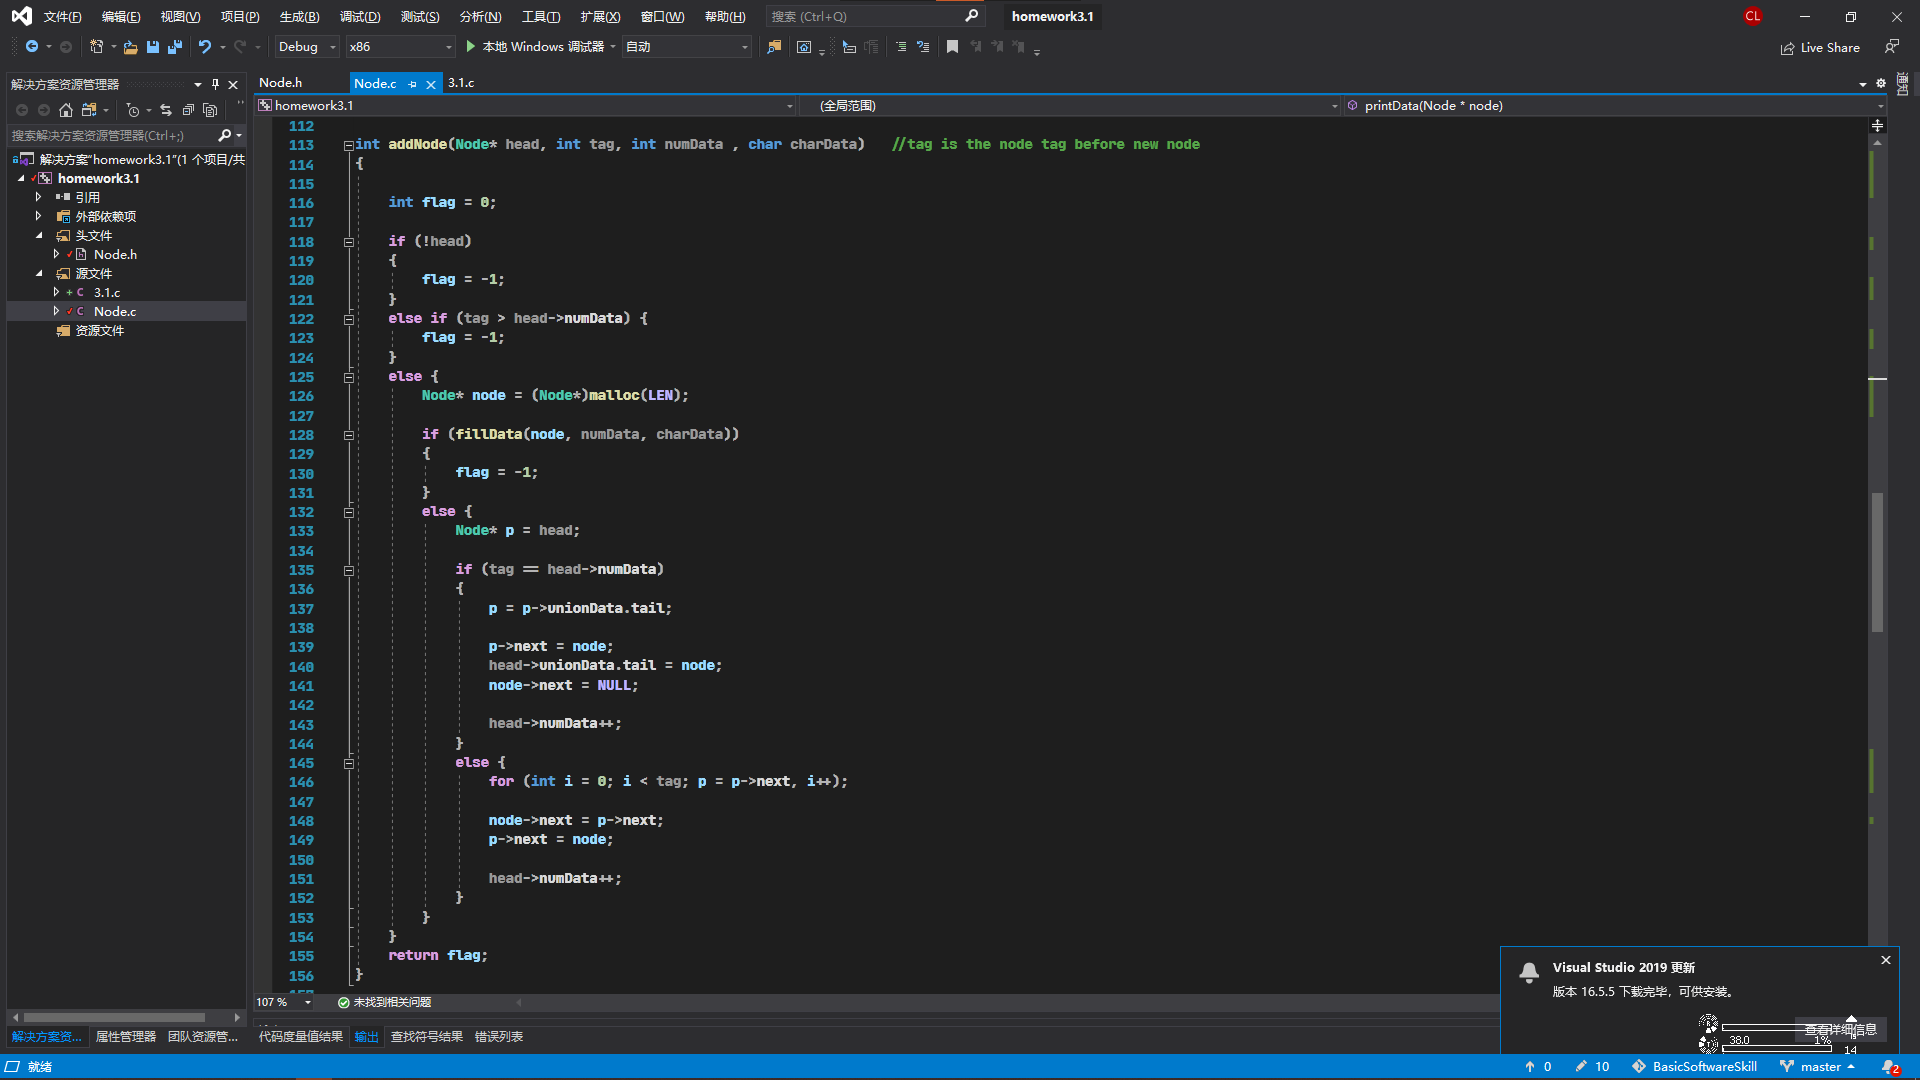 文件(F) 编辑(E) 视图(V) 项目(P) 生成(B) 调试(D) 测试(S) 分析(N) 工具(T) 扩展(X) 窗口(W) 帮助(H) 搜索 (Ctrl+Q) homework3.1 CL
Debug x86 本地 Windows 调试器 自动 Live Share
解决方案资源管理器
搜索解决方案资源管理器(Ctrl+;)
解决方案"homework3.1"(1 个项目/共
homework3.1
引用
外部依赖项
头文件
Node.h
源文件
3.1.c
Node.c
资源文件
Node.h Node.c 3.1.c
homework3.1 (全局范围) printData(Node * node)
112
113 int addNode(Node* head, int tag, int numData , char charData) //tag is the node tag before new node
114 {
115
116 int flag = 0;
117
118 if (!head)
119 {
120 flag = -1;
121 }
122 else if (tag > head->numData) {
123 flag = -1;
124 }
125 else {
126 Node* node = (Node*)malloc(LEN);
127
128 if (fillData(node, numData, charData))
129 {
130 flag = -1;
131 }
132 else {
133 Node* p = head;
134
135 if (tag == head->numData)
136 {
137 p = p->unionData.tail;
138
139 p->next = node;
140 head->unionData.tail = node;
141 node->next = NULL;
142
143 head->numData++;
144 }
145 else {
146 for (int i = 0; i < tag; p = p->next, i++);
147
148 node->next = p->next;
149 p->next = node;
150
151 head->numData++;
152 }
153 }
154 }
155 return flag;
156 }
107 % 未找到相关问题
解决方案资... 属性管理器 团队资源管... 代码度量值结果 输出 查找符号结果 错误列表
Visual Studio 2019 更新
版本 16.5.5 下载完毕，可供安装。
查看详细信息
38.0 1% 14
就绪 0 10 BasicSoftwareSkill master 2